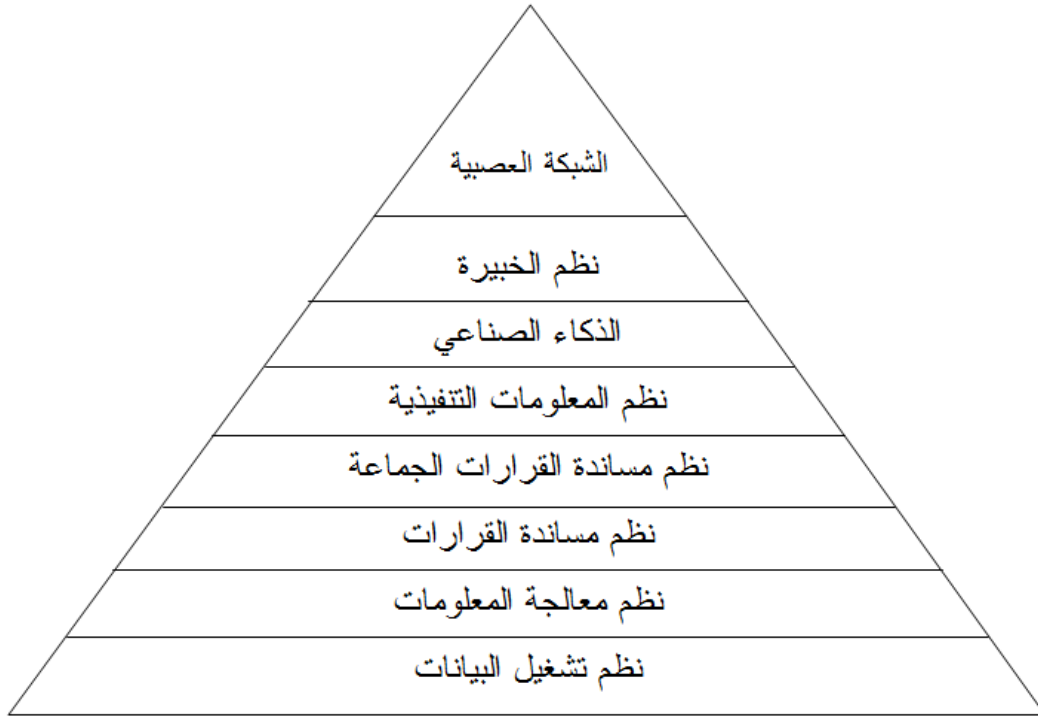 الشبكة العصبية
نظم الخبيرة
الذكاء الصناعي
نظم المعلومات التنفيذية
نظم مساندة القرارات الجماعة
نظم مساندة القرارات
نظم معالجة المعلومات
نظم تشغيل البيانات